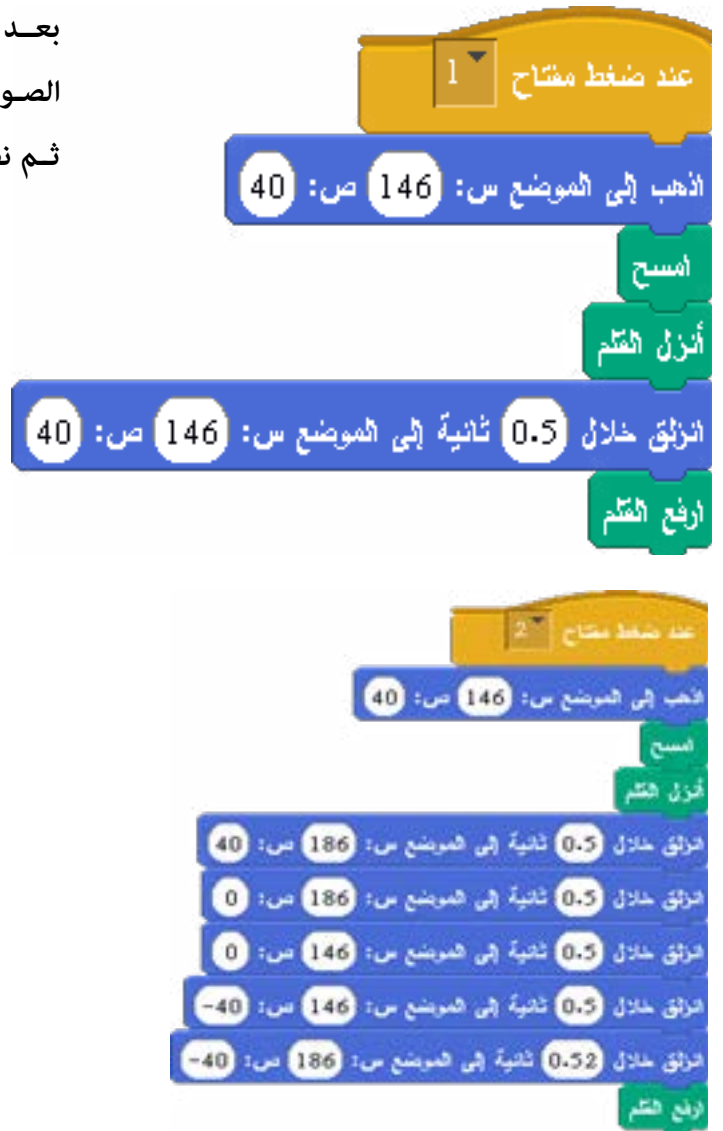 بعـد
الصو
ثـم ن
عند ضغط مفتاح 1
اذهب إلى الموضع س: 146 ص: 40
امسح
أنزل القلم
انزلق خلال 0.5 ثانية إلى الموضع س: 146 ص: 40
ارفع القلم
عند ضغط مفتاح 2
اذهب إلى الموضع س: 146 ص: 40
امسح
أنزل القلم
انزلق خلال 0.5 ثانية إلى الموضع س: 186 ص: 40
انزلق خلال 0.5 ثانية إلى الموضع س: 186 ص: 0
انزلق خلال 0.5 ثانية إلى الموضع س: 146 ص: 0
انزلق خلال 0.5 ثانية إلى الموضع س: 146 ص: -40
انزلق خلال 0.52 ثانية إلى الموضع س: 186 ص: -40
ارفع القلم